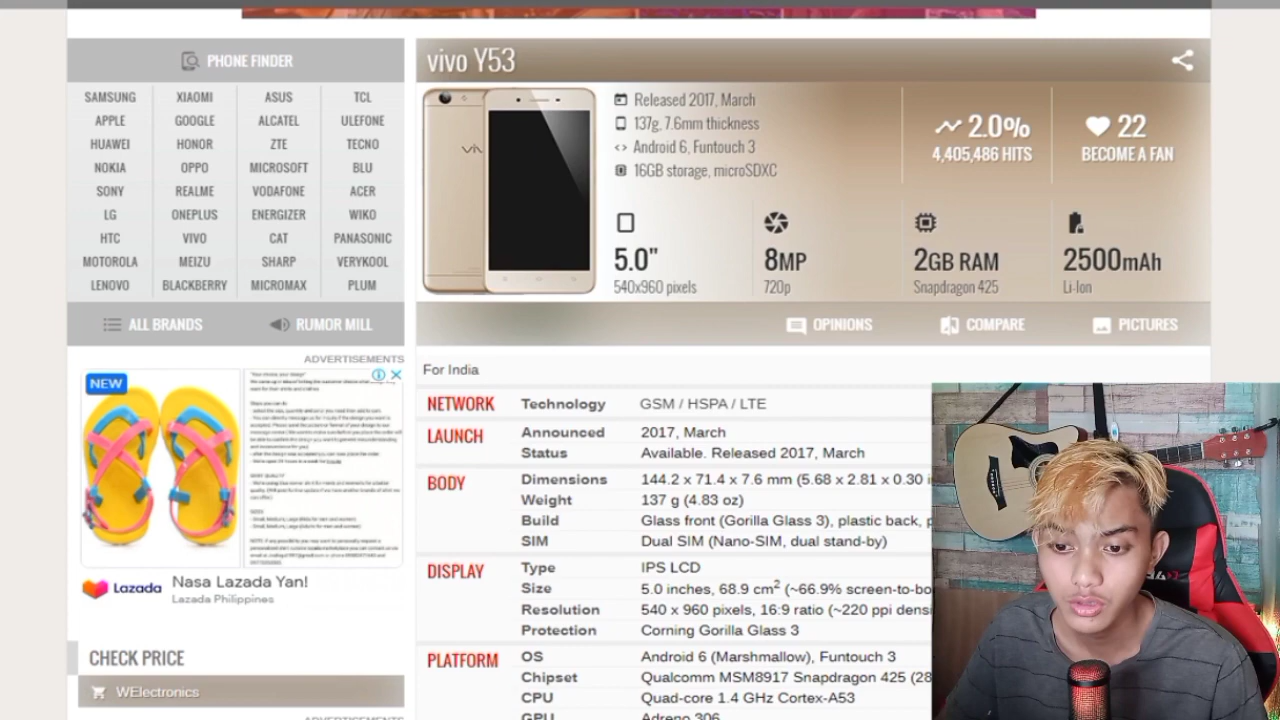 PHONE FINDER
SAMSUNG XIAOMI ASUS TCL
APPLE GOOGLE ALCATEL ULEFONE
HUAWEI HONOR ZTE TECNO
NOKIA OPPO MICROSOFT BLU
SONY REALME VODAFONE ACER
LG ONEPLUS ENERGIZER WIKO
HTC VIVO CAT PANASONIC
MOTOROLA MEIZU SHARP VERYKOOL
LENOVO BLACKBERRY MICROMAX PLUM
ALL BRANDS RUMOR MILL
ADVERTISEMENTS
NEW
Lazada
Nasa Lazada Yan!
Lazada Philippines
CHECK PRICE
WElectronics
ADVERTISEMENTS
vivo Y53
Released 2017, March
137g, 7.6mm thickness
Android 6, Funtouch 3
16GB storage, microSDXC
2.0%
4,405,486 HITS
22
BECOME A FAN
5.0"
540x960 pixels
8MP
720p
2GB RAM
Snapdragon 425
2500mAh
Li-Ion
OPINIONS COMPARE PICTURES
For India
NETWORK Technology GSM / HSPA / LTE
LAUNCH Announced 2017, March
Status Available. Released 2017, March
BODY Dimensions 144.2 x 71.4 x 7.6 mm (5.68 x 2.81 x 0.30
Weight 137 g (4.83 oz)
Build Glass front (Gorilla Glass 3), plastic back,
SIM Dual SIM (Nano-SIM, dual stand-by)
DISPLAY Type IPS LCD
Size 5.0 inches, 68.9 cm² (~66.9% screen-to-bo
Resolution 540 x 960 pixels, 16:9 ratio (~220 ppi densi
Protection Corning Gorilla Glass 3
PLATFORM OS Android 6 (Marshmallow), Funtouch 3
Chipset Qualcomm MSM8917 Snapdragon 425 (28
CPU Quad-core 1.4 GHz Cortex-A53
GPU Adreno 306